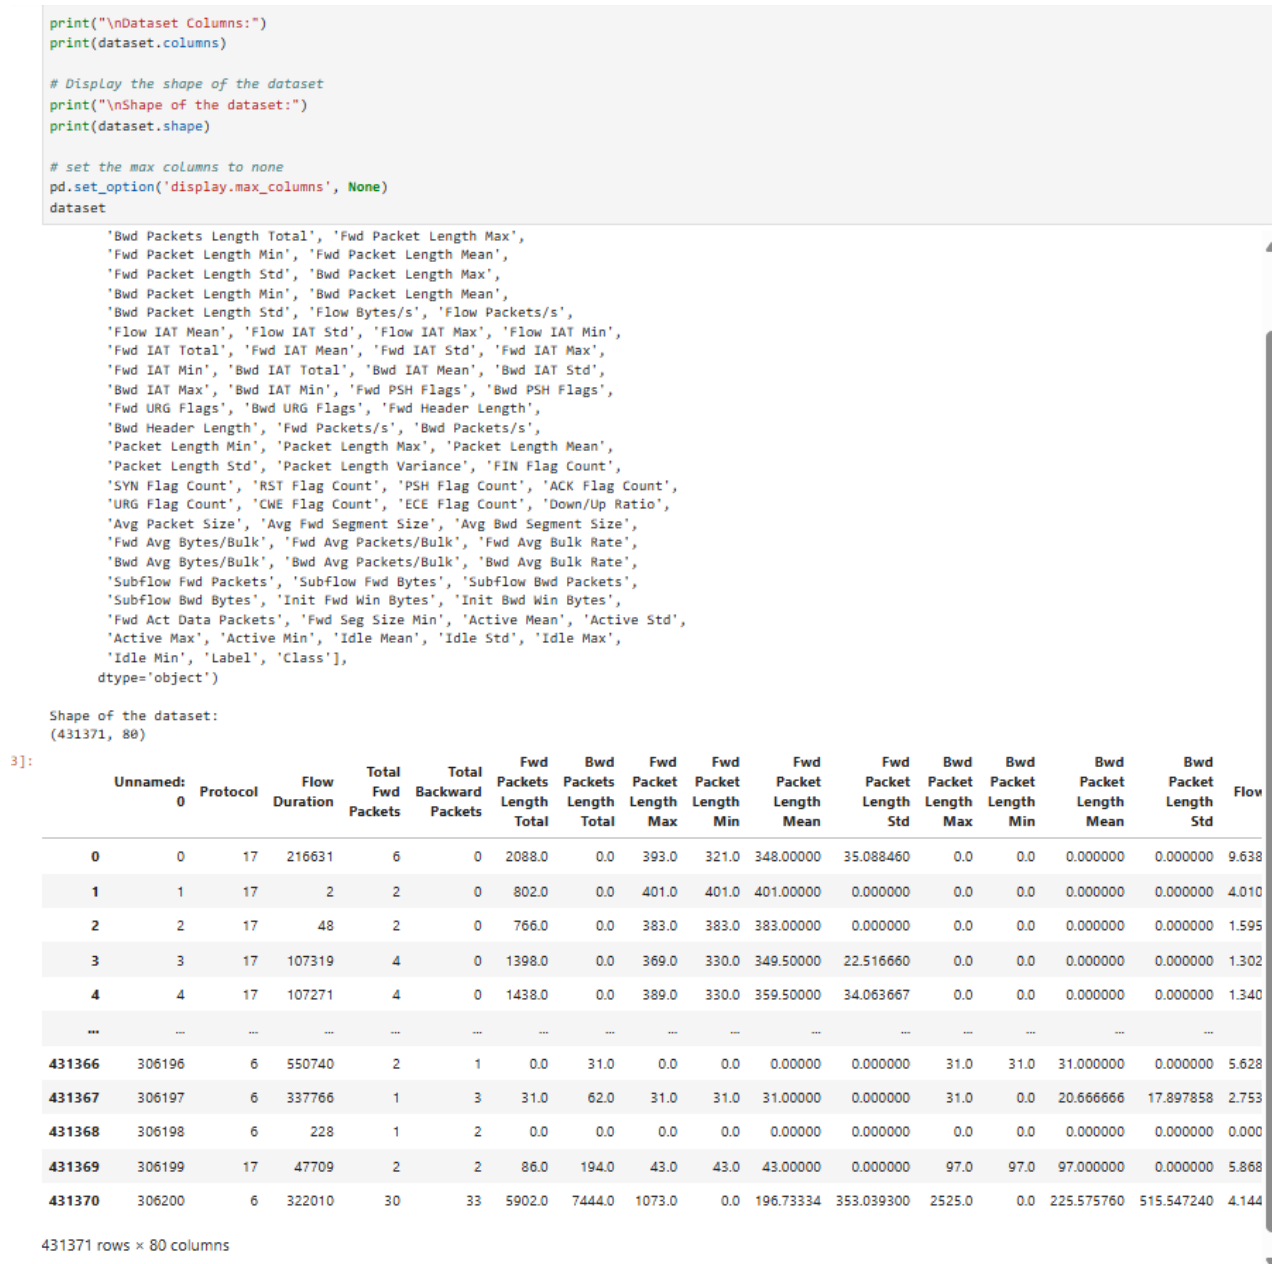 print("\nDataset Columns:")
print(dataset.columns)
# Display the shape of the dataset
print("\nShape of the dataset:")
print(dataset.shape)
# set the max columns to none
pd.set_option('display.max_columns', None)
dataset
'Bwd Packets Length Total', 'Fwd Packet Length Max',
'Fwd Packet Length Min', 'Fwd Packet Length Mean',
'Fwd Packet Length Std', 'Bwd Packet Length Max',
'Bwd Packet Length Min', 'Bwd Packet Length Mean',
'Bwd Packet Length Std', 'Flow Bytes/s', 'Flow Packets/s',
'Flow IAT Mean', 'Flow IAT Std', 'Flow IAT Max', 'Flow IAT Min',
'Fwd IAT Total', 'Fwd IAT Mean', 'Fwd IAT Std', 'Fwd IAT Max',
'Fwd IAT Min', 'Bwd IAT Total', 'Bwd IAT Mean', 'Bwd IAT Std',
'Bwd IAT Max', 'Bwd IAT Min', 'Fwd PSH Flags', 'Bwd PSH Flags',
'Fwd URG Flags', 'Bwd URG Flags', 'Fwd Header Length',
'Bwd Header Length', 'Fwd Packets/s', 'Bwd Packets/s',
'Packet Length Min', 'Packet Length Max', 'Packet Length Mean',
'Packet Length Std', 'Packet Length Variance', 'FIN Flag Count',
'SYN Flag Count', 'RST Flag Count', 'PSH Flag Count', 'ACK Flag Count',
'URG Flag Count', 'CWE Flag Count', 'ECE Flag Count', 'Down/Up Ratio',
'Avg Packet Size', 'Avg Fwd Segment Size', 'Avg Bwd Segment Size',
'Fwd Avg Bytes/Bulk', 'Fwd Avg Packets/Bulk', 'Fwd Avg Bulk Rate',
'Bwd Avg Bytes/Bulk', 'Bwd Avg Packets/Bulk', 'Bwd Avg Bulk Rate',
'Subflow Fwd Packets', 'Subflow Fwd Bytes', 'Subflow Bwd Packets',
'Subflow Bwd Bytes', 'Init Fwd Win Bytes', 'Init Bwd Win Bytes',
'Fwd Act Data Packets', 'Fwd Seg Size Min', 'Active Mean', 'Active Std',
'Active Max', 'Active Min', 'Idle Mean', 'Idle Std', 'Idle Max',
'Idle Min', 'Label', 'Class'],
dtype='object')
Shape of the dataset:
(431371, 80)
3]:
Unnamed: 0 Protocol Flow Duration Total Fwd Packets Total Backward Packets Fwd Packets Length Total Bwd Packets Length Total Fwd Packet Length Max Fwd Packet Length Min Fwd Packet Length Mean Fwd Packet Length Std Bwd Packet Length Max Bwd Packet Length Min Bwd Packet Length Mean Bwd Packet Length Std Flow
0 0 17 216631 6 0 2088.0 0.0 393.0 321.0 348.00000 35.088460 0.0 0.0 0.000000 0.000000 9.638
1 1 17 2 2 0 802.0 0.0 401.0 401.0 401.00000 0.000000 0.0 0.0 0.000000 0.000000 4.010
2 2 17 48 2 0 766.0 0.0 383.0 383.0 383.00000 0.000000 0.0 0.0 0.000000 0.000000 1.595
3 3 17 107319 4 0 1398.0 0.0 369.0 330.0 349.50000 22.516660 0.0 0.0 0.000000 0.000000 1.302
4 4 17 107271 4 0 1438.0 0.0 389.0 330.0 359.50000 34.063667 0.0 0.0 0.000000 0.000000 1.340
... ... ... ... ... ... ... ... ... ... ... ... ... ... ... ...
431366 306196 6 550740 2 1 0.0 31.0 0.0 0.0 0.00000 0.000000 31.0 31.0 31.000000 0.000000 5.628
431367 306197 6 337766 1 3 31.0 62.0 31.0 31.0 31.00000 0.000000 31.0 0.0 20.666666 17.897858 2.753
431368 306198 6 228 1 2 0.0 0.0 0.0 0.0 0.00000 0.000000 0.0 0.0 0.000000 0.000000 0.000
431369 306199 17 47709 2 2 86.0 194.0 43.0 43.0 43.00000 0.000000 97.0 97.0 97.000000 0.000000 5.868
431370 306200 6 322010 30 33 5902.0 7444.0 1073.0 0.0 196.73334 353.039300 2525.0 0.0 225.575760 515.547240 4.144
431371 rows × 80 columns